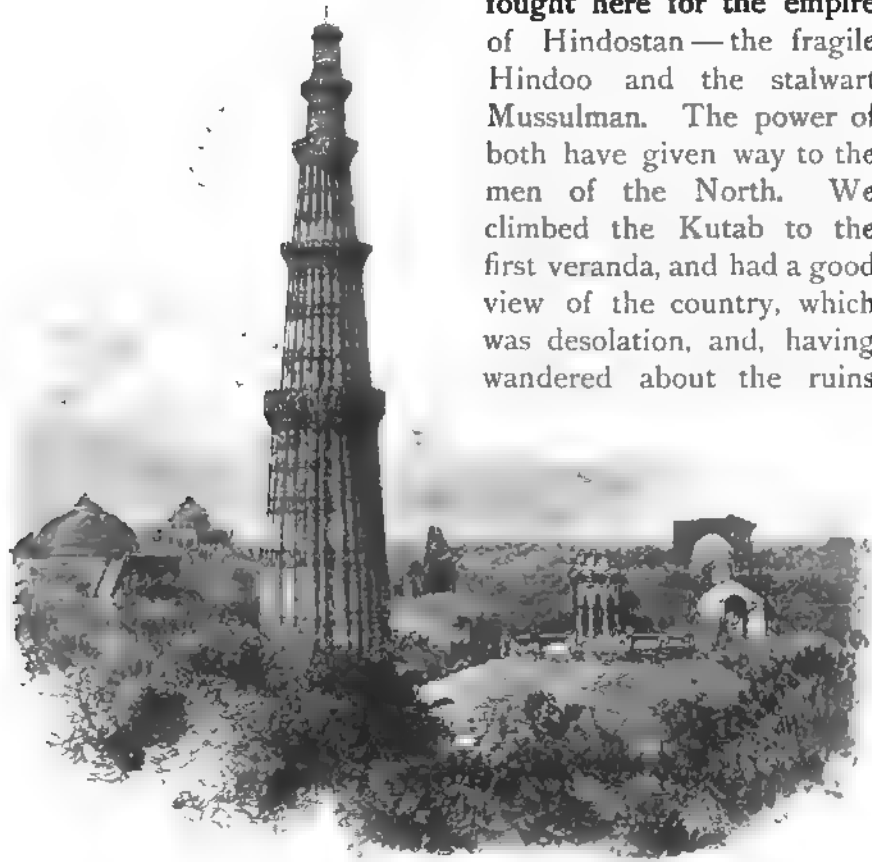 fought here for the empire
of Hindostan — the fragile
Hindoo and the stalwart
Mussulman. The power of
both have given way to the
men of the North. We
climbed the Kutab to the
first veranda, and had a good
view of the country, which
was desolation, and, having
wandered about the ruins